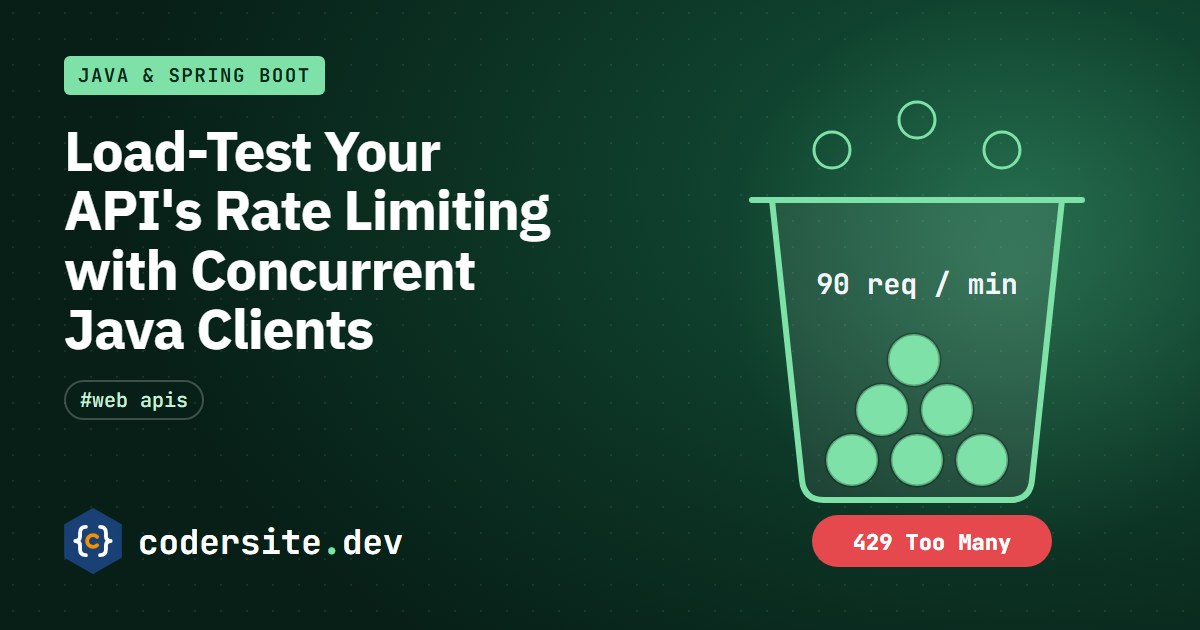 JAVA & SPRING BOOT
Load-Test Your
API's Rate Limiting
with Concurrent
Java Clients
#web apis
{c} codersite.dev
90 req / min
429 Too Many